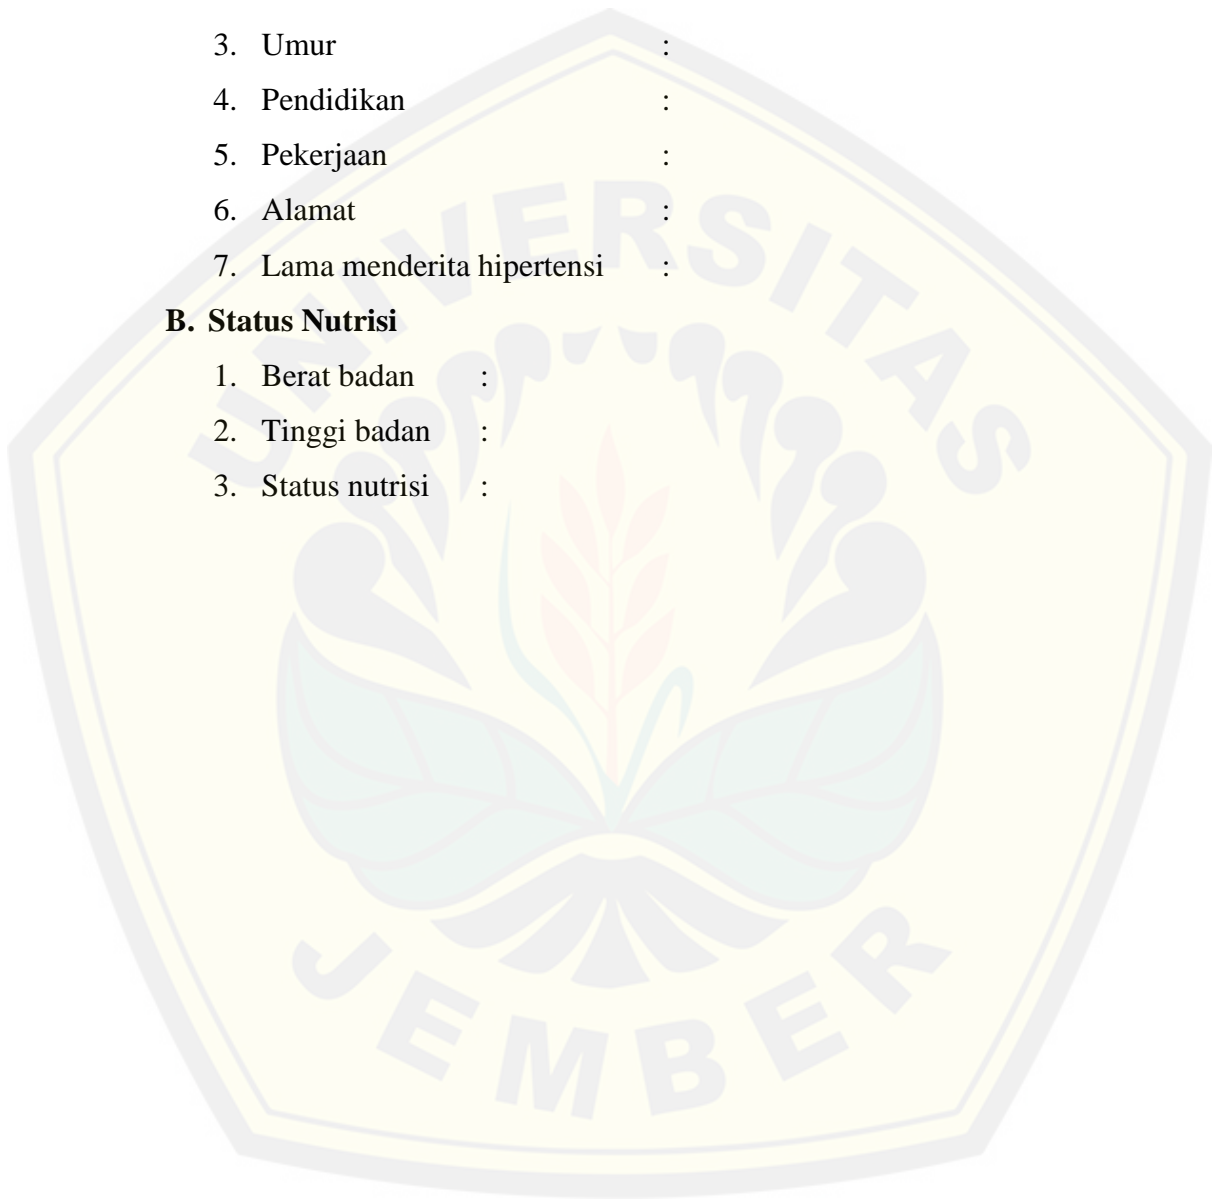 3. Umur :
4. Pendidikan :
5. Pekerjaan :
6. Alamat :
7. Lama menderita hipertensi :
B. Status Nutrisi
1. Berat badan :
2. Tinggi badan :
3. Status nutrisi :
UNIVERSITAS
JEMBER